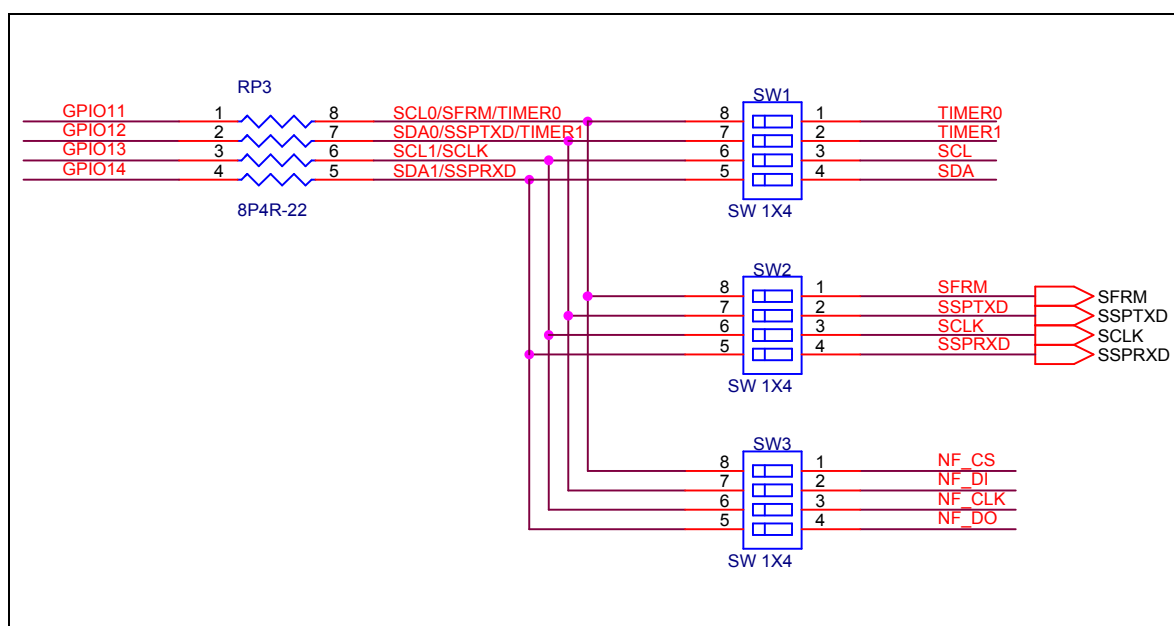 RP3
GPIO11 1 8 SCL0/SFRM/TIMER0
GPIO12 2 7 SDA0/SSPTXD/TIMER1
GPIO13 3 6 SCL1/SCLK
GPIO14 4 5 SDA1/SSPRXD
8P4R-22
SW1
8 1 TIMER0
7 2 TIMER1
6 3 SCL
5 4 SDA
SW 1X4
SW2
8 1 SFRM SFRM
7 2 SSPTXD SSPTXD
6 3 SCLK SCLK
5 4 SSPRXD SSPRXD
SW 1X4
SW3
8 1 NF_CS
7 2 NF_DI
6 3 NF_CLK
5 4 NF_DO
SW 1X4